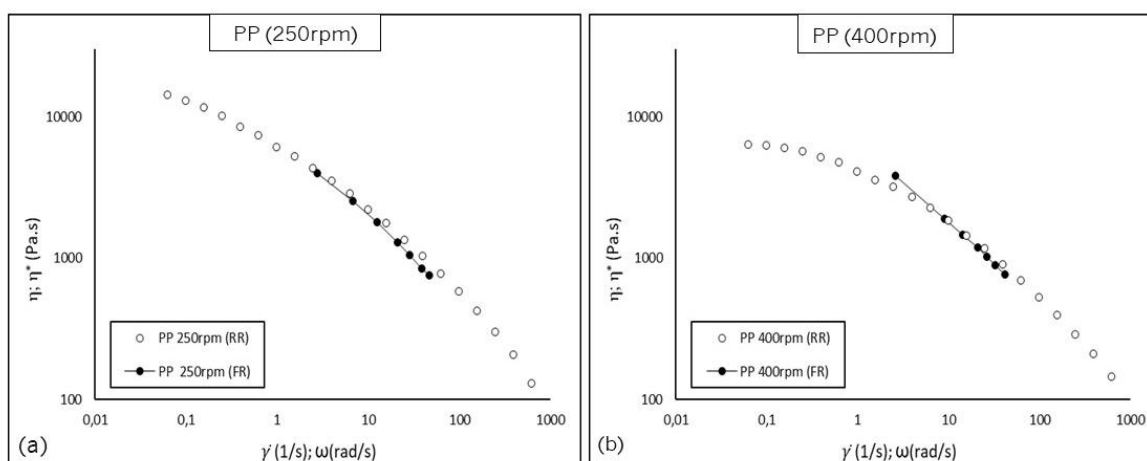 PP (250rpm)
10000
1000
100
η; η* (Pa.s)
PP 250rpm (RR)
PP 250rpm (FR)
0,01 0,1 1 10 100 1000
(a)
γ̇ (1/s); ω(rad/s)
PP (400rpm)
10000
1000
100
η; η* (Pa.s)
PP 400rpm (RR)
PP 400rpm (FR)
0,01 0,1 1 10 100 1000
(b)
γ̇ (1/s); ω(rad/s)